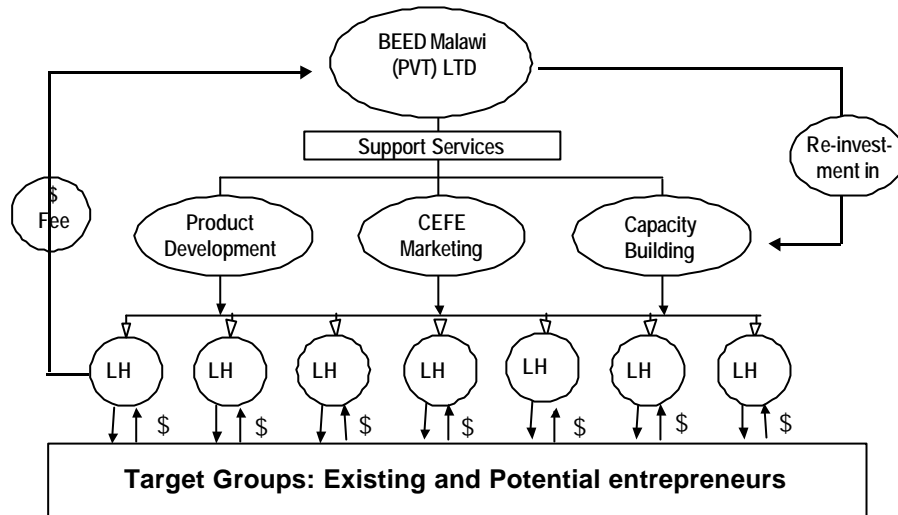 BEED Malawi
(PVT) LTD
Support Services
Re-invest-
ment in
$
Fee
Product
Development
CEFE
Marketing
Capacity
Building
LH
LH
LH
LH
LH
LH
LH
$
$
$
$
$
$
$
Target Groups: Existing and Potential entrepreneurs